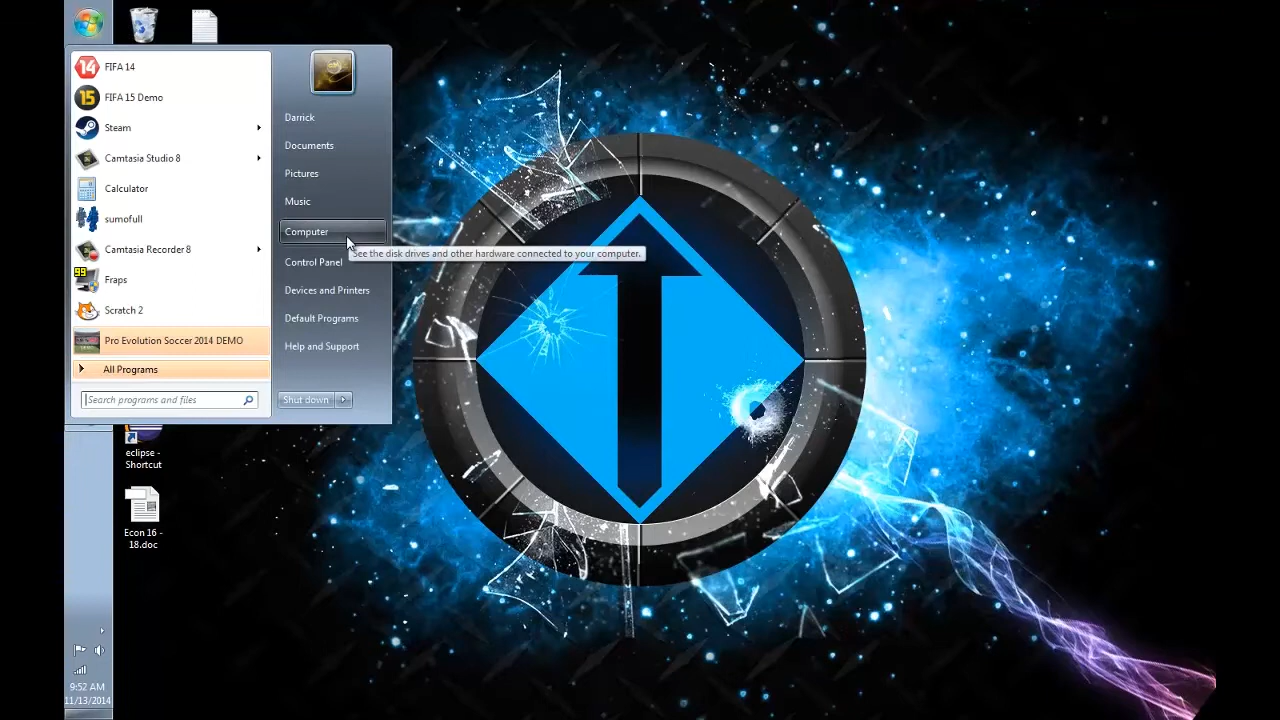 14
FIFA 14
15
FIFA 15 Demo
Steam
Camtasia Studio 8
Calculator
sumofull
Camtasia Recorder 8
99
Fraps
Scratch 2
Pro Evolution Soccer 2014 DEMO
All Programs
Search programs and files
Darrick
Documents
Pictures
Music
Computer
See the disk drives and other hardware connected to your computer.
Control Panel
Devices and Printers
Default Programs
Help and Support
Shut down
eclipse -
Shortcut
Econ 16 -
18.doc
9:52 AM
11/13/2014